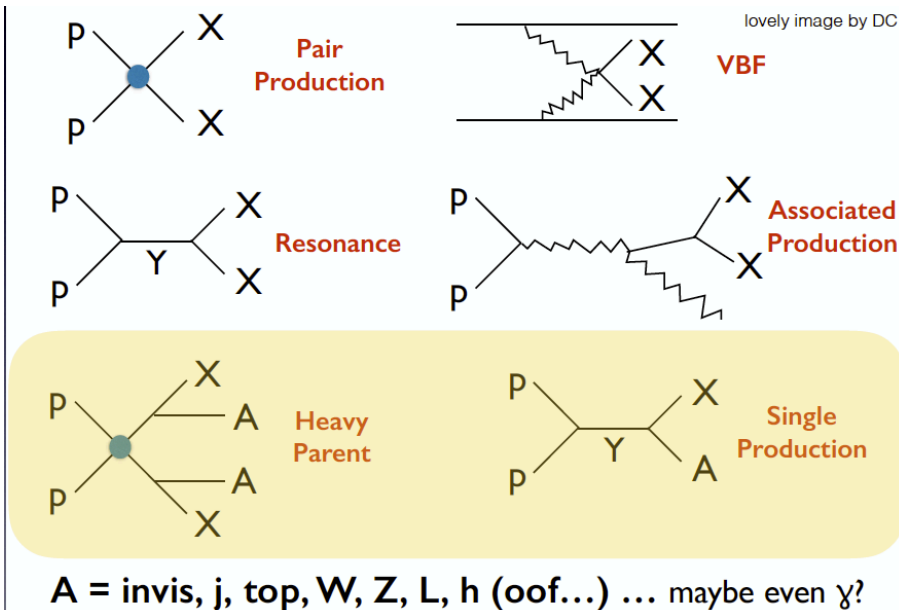 lovely image by DC
P
X
Pair
Production
P
X
X
VBF
X
P
X
Resonance
Y
P
X
P
X
Associated
Production
X
P
X
P
A
Heavy
Parent
A
P
X
P
X
Single
Production
Y
P
A
A = invis, j, top, W, Z, L, h (oof...) ... maybe even γ?